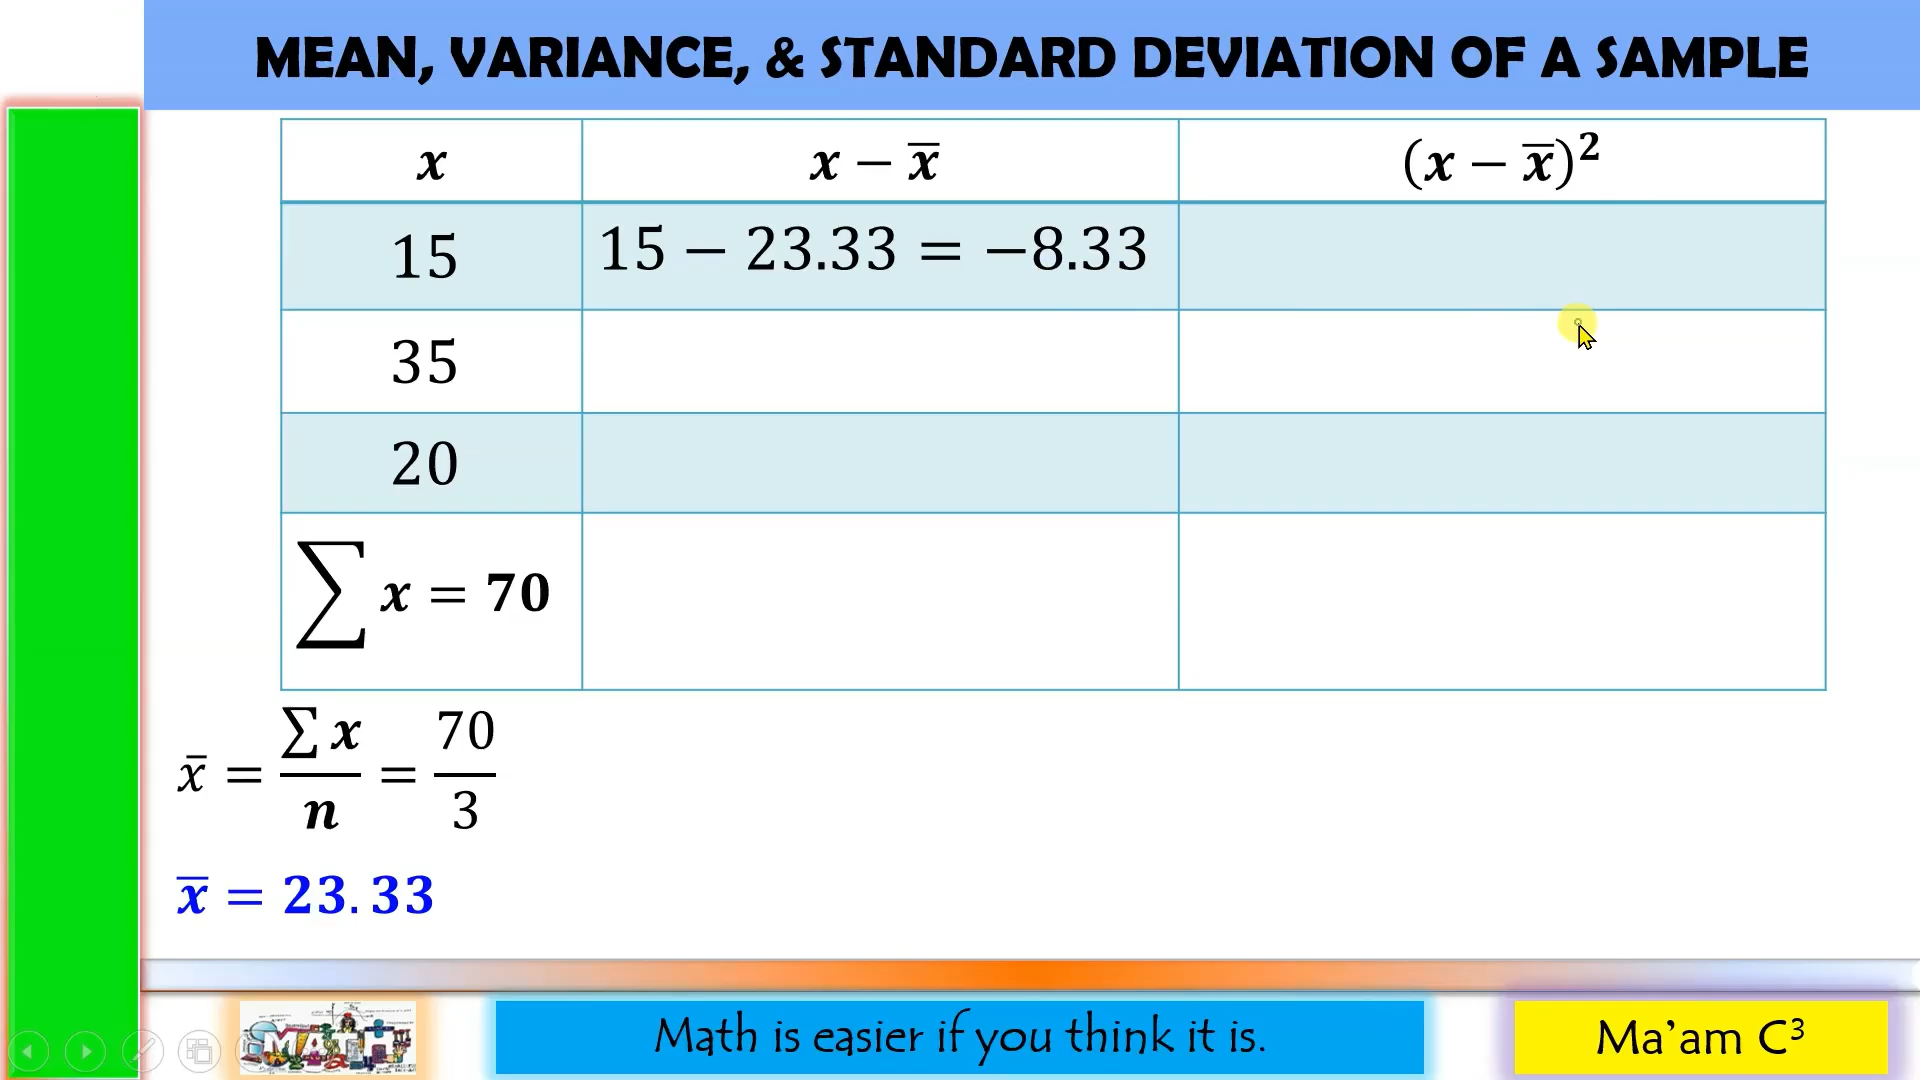 MEAN, VARIANCE, & STANDARD DEVIATION OF A SAMPLE
x x − x̅ (x − x̅)²
15 15 − 23.33 = −8.33
35
20
∑ x = 70
x̅ = ∑ x / n = 70 / 3
x̅ = 23.33
MATH
Math is easier if you think it is.
Ma'am C³